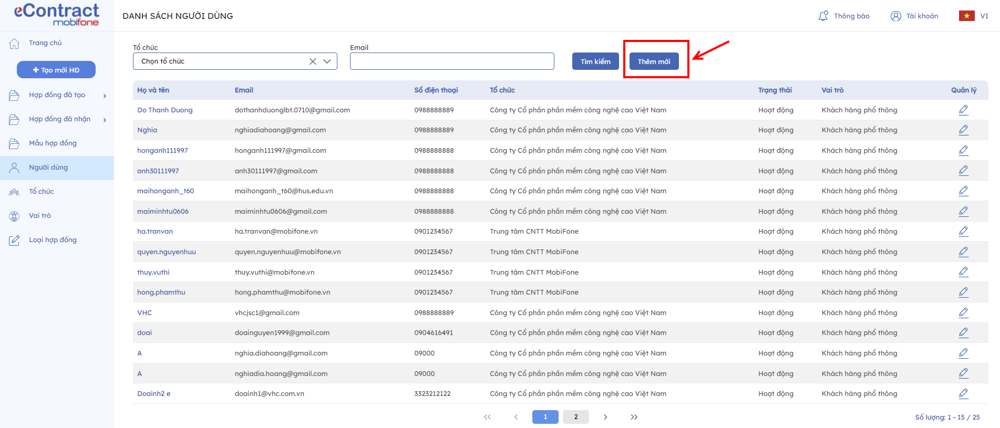 eContract
mobifone
DANH SÁCH NGƯỜI DÙNG
Thông báo
Tài khoản
VI
Trang chủ
+ Tạo mới HĐ
Hợp đồng đã tạo
Hợp đồng đã nhận
Mẫu hợp đồng
Người dùng
Tổ chức
Vai trò
Loại hợp đồng
Tổ chức
Chọn tổ chức
Email
Tìm kiếm
Thêm mới
Họ và tên Email Số điện thoại Tổ chức Trạng thái Vai trò Quản lý
Do Thanh Duong dothanhduonglbt.0710@gmail.com 0988888889 Công ty Cổ phần phần mềm công nghệ cao Việt Nam Hoạt động Khách hàng phổ thông
Nghia nghiadiahoang@gmail.com 0988888889 Công ty Cổ phần phần mềm công nghệ cao Việt Nam Hoạt động Khách hàng phổ thông
honganh111997 honganh111997@gmail.com 0988888888 Công ty Cổ phần phần mềm công nghệ cao Việt Nam Hoạt động Khách hàng phổ thông
anh30111997 anh30111997@gmail.com 0988888888 Công ty Cổ phần phần mềm công nghệ cao Việt Nam Hoạt động Khách hàng phổ thông
maihonganh_t60 maihonganh_t60@hus.edu.vn 0988888888 Công ty Cổ phần phần mềm công nghệ cao Việt Nam Hoạt động Khách hàng phổ thông
maiminhtu0606 maiminhtu0606@gmail.com 0988888888 Công ty Cổ phần phần mềm công nghệ cao Việt Nam Hoạt động Khách hàng phổ thông
ha.tranvan ha.tranvan@mobifone.vn 0901234567 Trung tâm CNTT MobiFone Hoạt động Khách hàng phổ thông
quyen.nguyenhuu quyen.nguyenhuu@mobifone.vn 0901234567 Trung tâm CNTT MobiFone Hoạt động Khách hàng phổ thông
thuy.vuthi thuy.vuthi@mobifone.vn 0901234567 Trung tâm CNTT MobiFone Hoạt động Khách hàng phổ thông
hong.phamthu hong.phamthu@mobifone.vn 0901234567 Trung tâm CNTT MobiFone Hoạt động Khách hàng phổ thông
VHC vhcjsc1@gmail.com 0988888889 Công ty Cổ phần phần mềm công nghệ cao Việt Nam Hoạt động Khách hàng phổ thông
doai doainguyen1999@gmail.com 0904616491 Công ty Cổ phần phần mềm công nghệ cao Việt Nam Hoạt động Khách hàng phổ thông
A nghia.diahoang@gmail.com 09000 Công ty Cổ phần phần mềm công nghệ cao Việt Nam Hoạt động Khách hàng phổ thông
A nghiadia.hoang@gmail.com 09000 Công ty Cổ phần phần mềm công nghệ cao Việt Nam Hoạt động Khách hàng phổ thông
Doainh2 e doainh1@vhc.com.vn 3323212122 Công ty Cổ phần phần mềm công nghệ cao Việt Nam Hoạt động Khách hàng phổ thông
1 2
Số lượng: 1 - 15 / 25